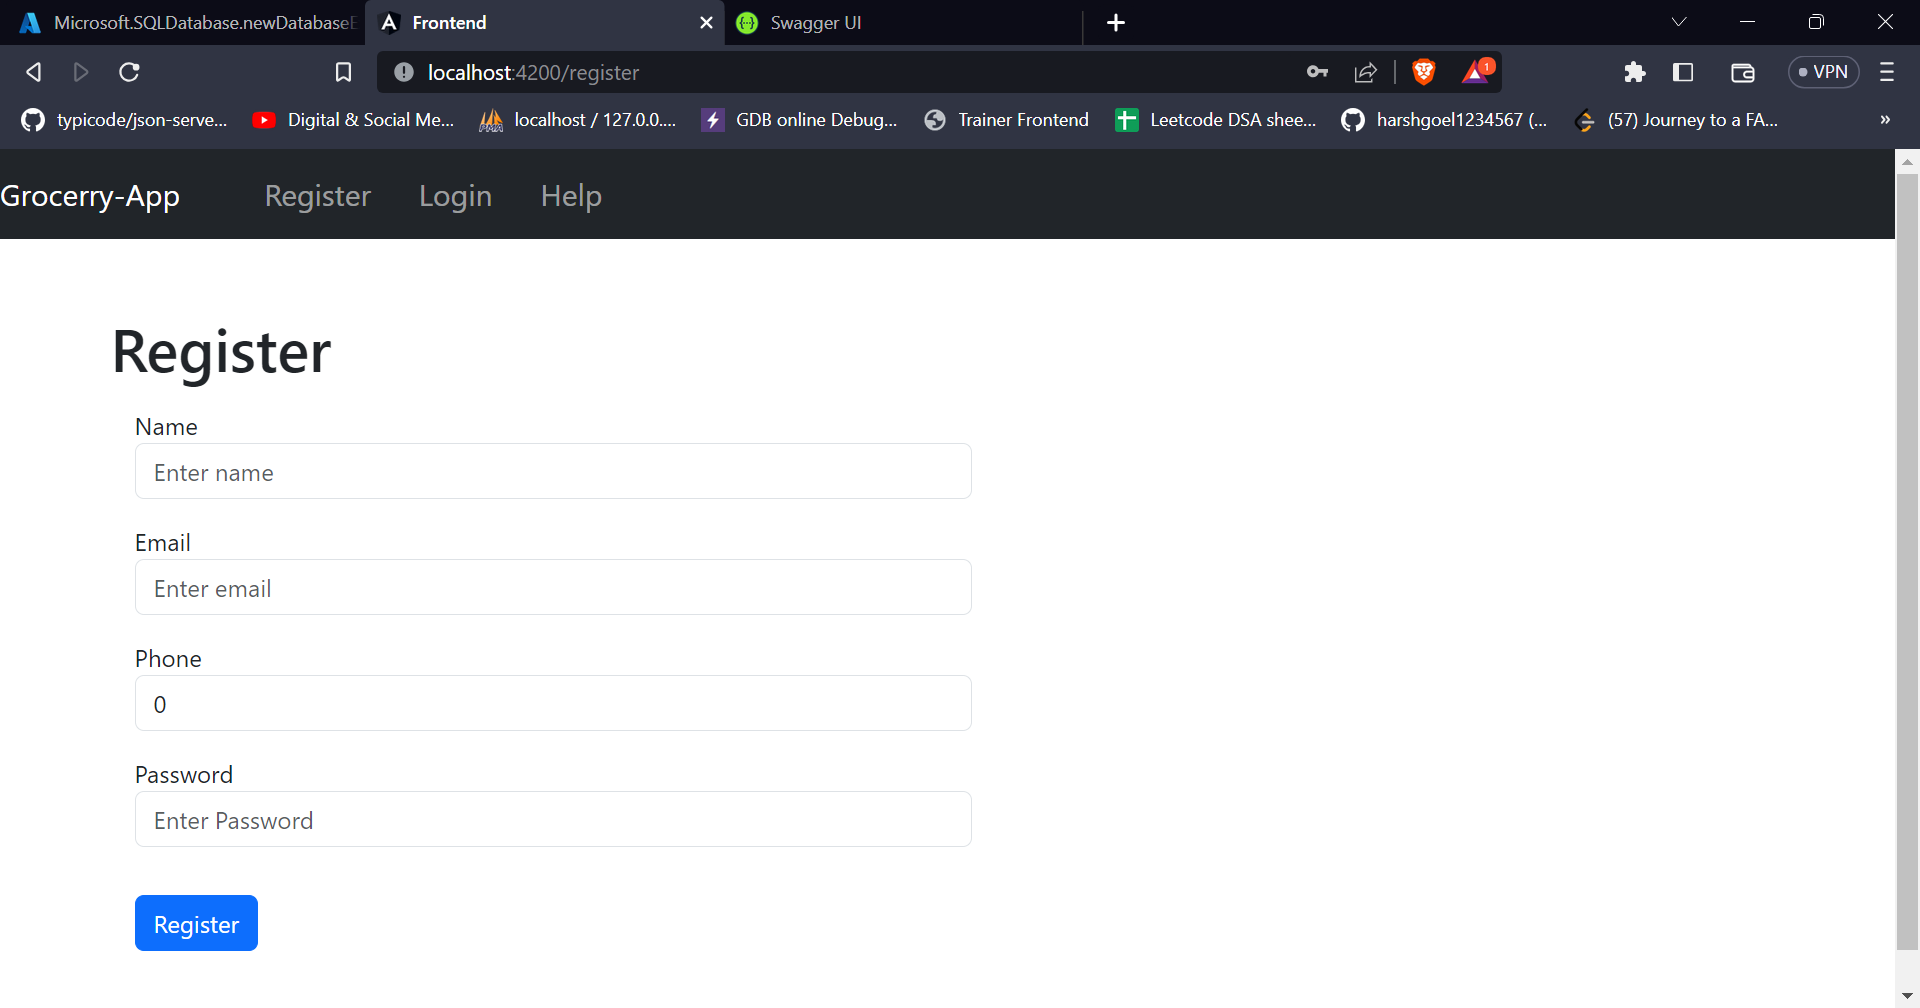 Microsoft.SQLDatabase.newDatabaseE
Frontend
Swagger UI
localhost:4200/register
1
VPN
typicode/json-serve...
Digital & Social Me...
localhost / 127.0.0....
GDB online Debug...
Trainer Frontend
Leetcode DSA shee...
harshgoel1234567 (...
(57) Journey to a FA...
»
Grocerry-App
Register
Login
Help
Register
Name
Enter name
Email
Enter email
Phone
0
Password
Enter Password
Register